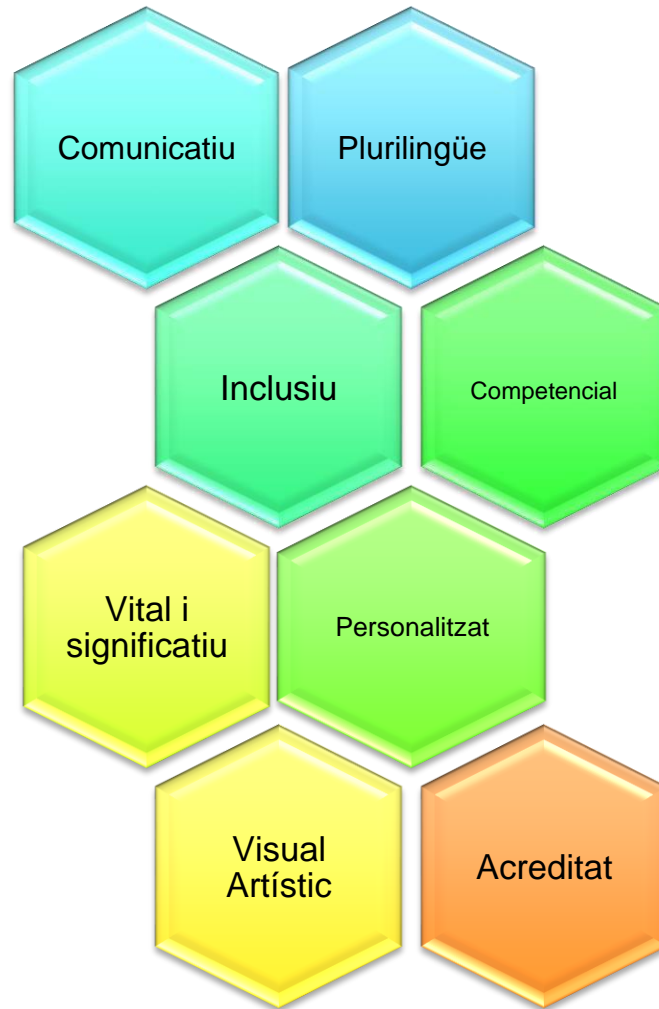 Comunicatiu
Plurilingüe
Inclusiu
Competencial
Vital i
significatiu
Personalitzat
Visual
Artístic
Acreditat